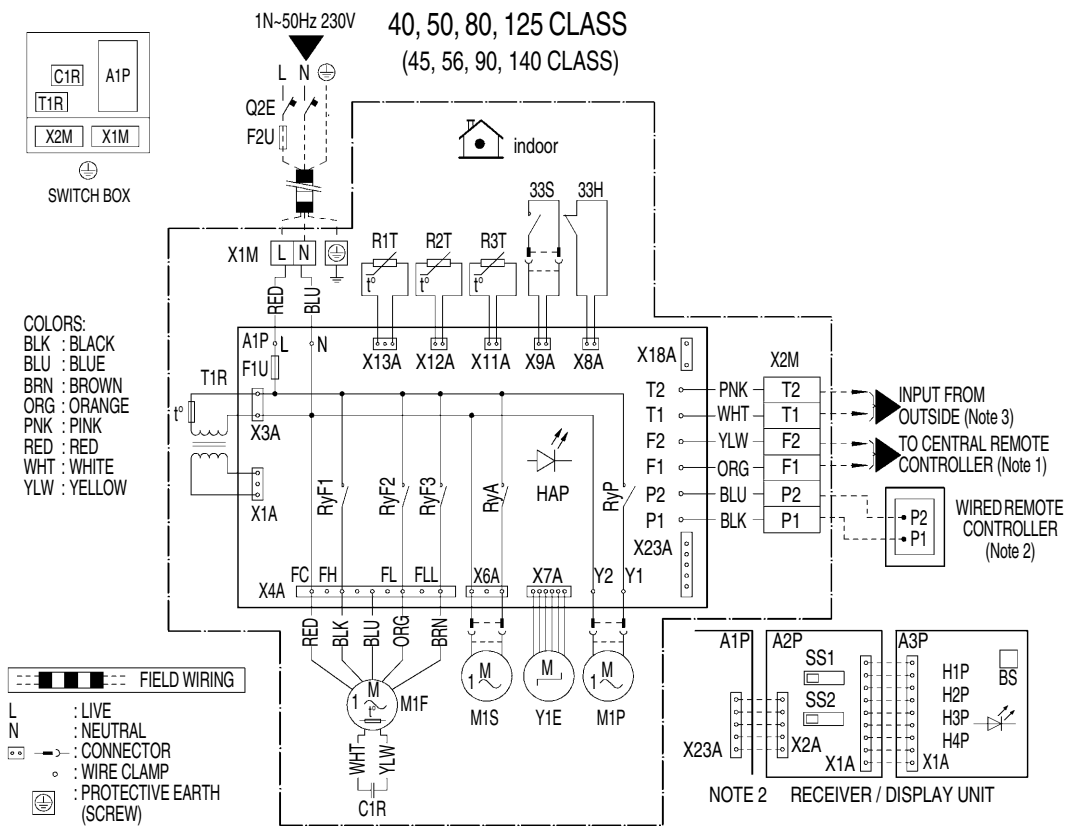 1N~50Hz 230V
40, 50, 80, 125 CLASS
(45, 56, 90, 140 CLASS)
C1R
A1P
T1R
X2M
X1M
SWITCH BOX
L N
Q2E
F2U
indoor
33S
33H
X1M
L
N
R1T
R2T
R3T
t°
t°
t°
RED
BLU
COLORS:
BLK : BLACK
BLU : BLUE
BRN : BROWN
ORG : ORANGE
PNK : PINK
RED : RED
WHT : WHITE
YLW : YELLOW
A1P
L
N
X13A
X12A
X11A
X9A
X8A
X18A
X2M
F1U
T1R
t°
X3A
X1A
T2
PNK
T2
T1
WHT
T1
F2
YLW
F2
F1
ORG
F1
P2
BLU
P2
P1
BLK
P1
INPUT FROM
OUTSIDE (Note 3)
TO CENTRAL REMOTE
CONTROLLER (Note 1)
P2
P1
WIRED REMOTE
CONTROLLER
(Note 2)
RyF1
RyF2
RyF3
RyA
HAP
RyP
X23A
X4A
FC
FH
FL
FLL
X6A
X7A
Y2
Y1
RED
BLK
BLU
ORG
BRN
M
1
t°
M1F
M
1
M1S
M
Y1E
M
1
M1P
WHT
YLW
C1R
FIELD WIRING
L : LIVE
N : NEUTRAL
: CONNECTOR
: WIRE CLAMP
: PROTECTIVE EARTH
(SCREW)
A1P
A2P
A3P
SS1
SS2
H1P
H2P
H3P
H4P
BS
X23A
X2A
X1A
X1A
NOTE 2
RECEIVER / DISPLAY UNIT